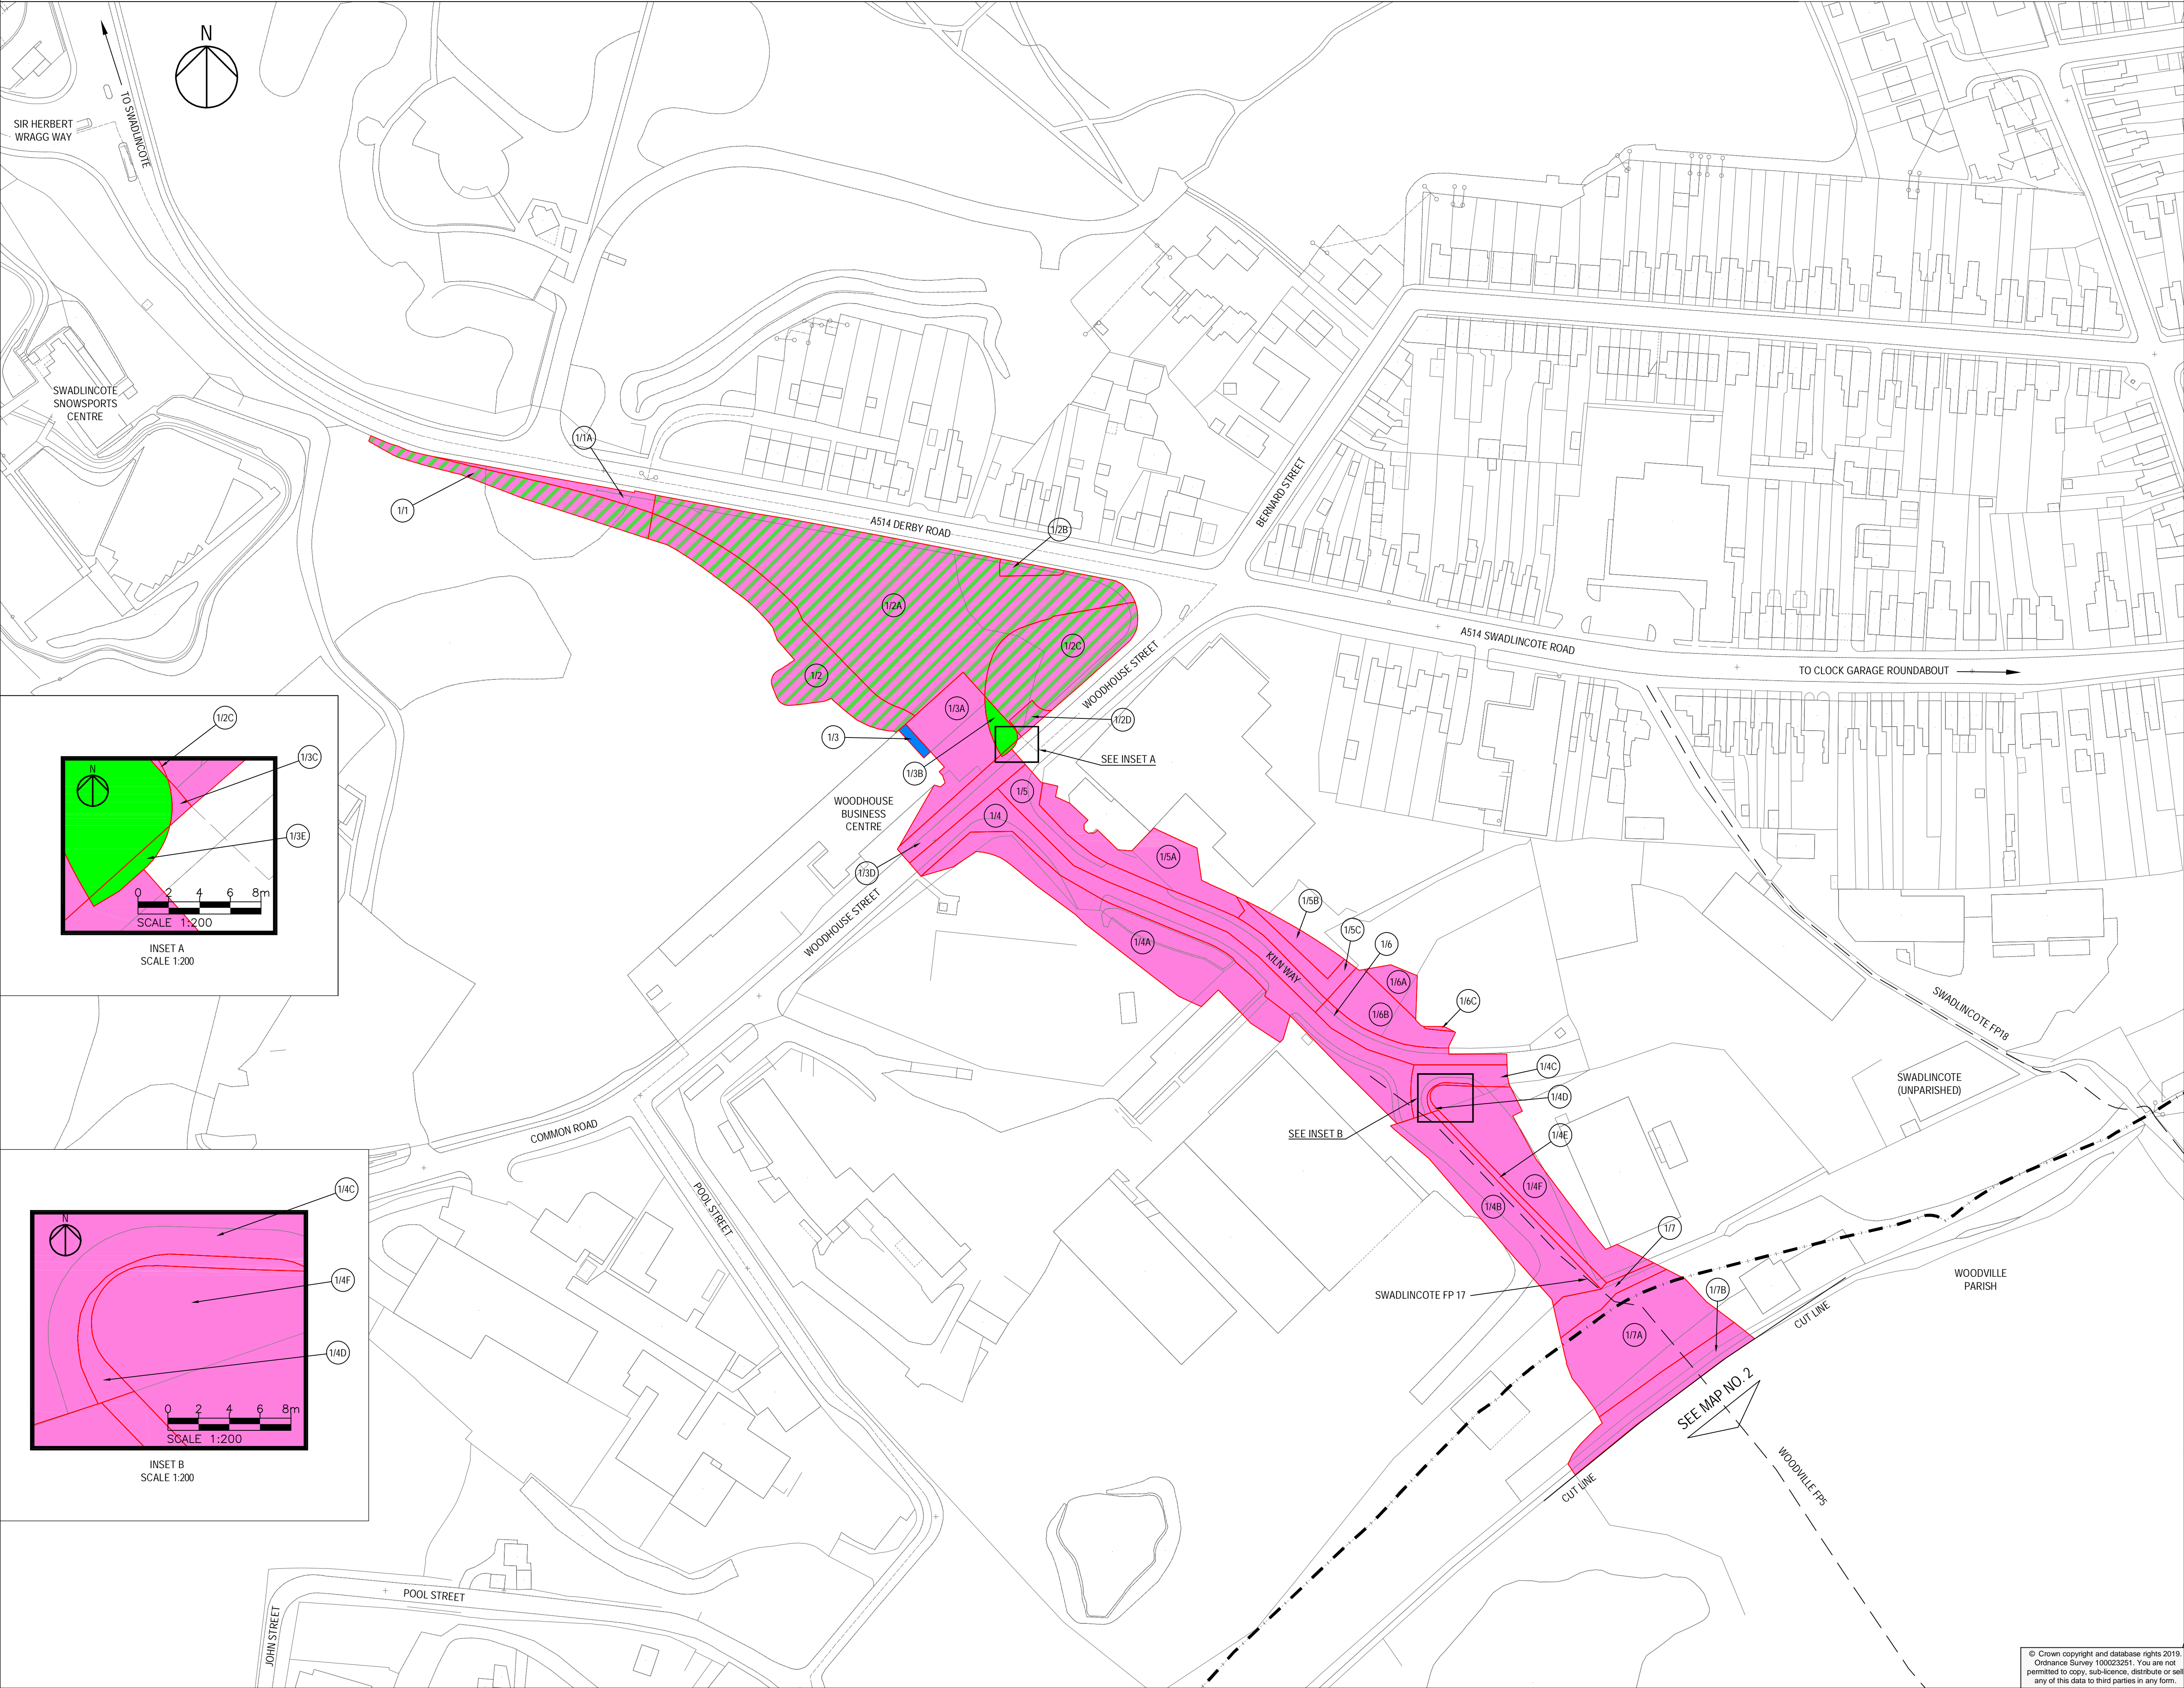 N
TO SWADLINCOTE
SIR HERBERT
WRAGG WAY
SWADLINCOTE
SNOWSPORTS
CENTRE
1/1A
1/1
A514 DERBY ROAD
1/2B
BERNARD STREET
1/2A
1/2C
1/2
WOODHOUSE STREET
A514 SWADLINCOTE ROAD
TO CLOCK GARAGE ROUNDABOUT
1/3A
1/2D
1/3
1/3B
SEE INSET A
WOODHOUSE
BUSINESS
CENTRE
1/5
1/4
1/5A
1/3D
WOODHOUSE STREET
1/5B
1/5C
1/6
1/4A
KILN WAY
1/6A
1/6B
1/6C
SWADLINCOTE FP18
1/4C
1/4D
SWADLINCOTE
(UNPARISHED)
SEE INSET B
1/4E
1/4F
1/4B
1/7
SWADLINCOTE FP 17
1/7B
WOODVILLE
PARISH
1/7A
CUT LINE
SEE MAP NO. 2
CUT LINE
WOODVILLE FP5
COMMON ROAD
POOL STREET
POOL STREET
JOHN STREET
1/2C
N
1/3C
1/3E
0 2 4 6 8m
SCALE 1:200
INSET A
SCALE 1:200
1/4C
N
1/4F
1/4D
0 2 4 6 8m
SCALE 1:200
INSET B
SCALE 1:200
© Crown copyright and database rights 2019.
Ordnance Survey 100023251. You are not
permitted to copy, sub-licence, distribute or sell
any of this data to third parties in any form.